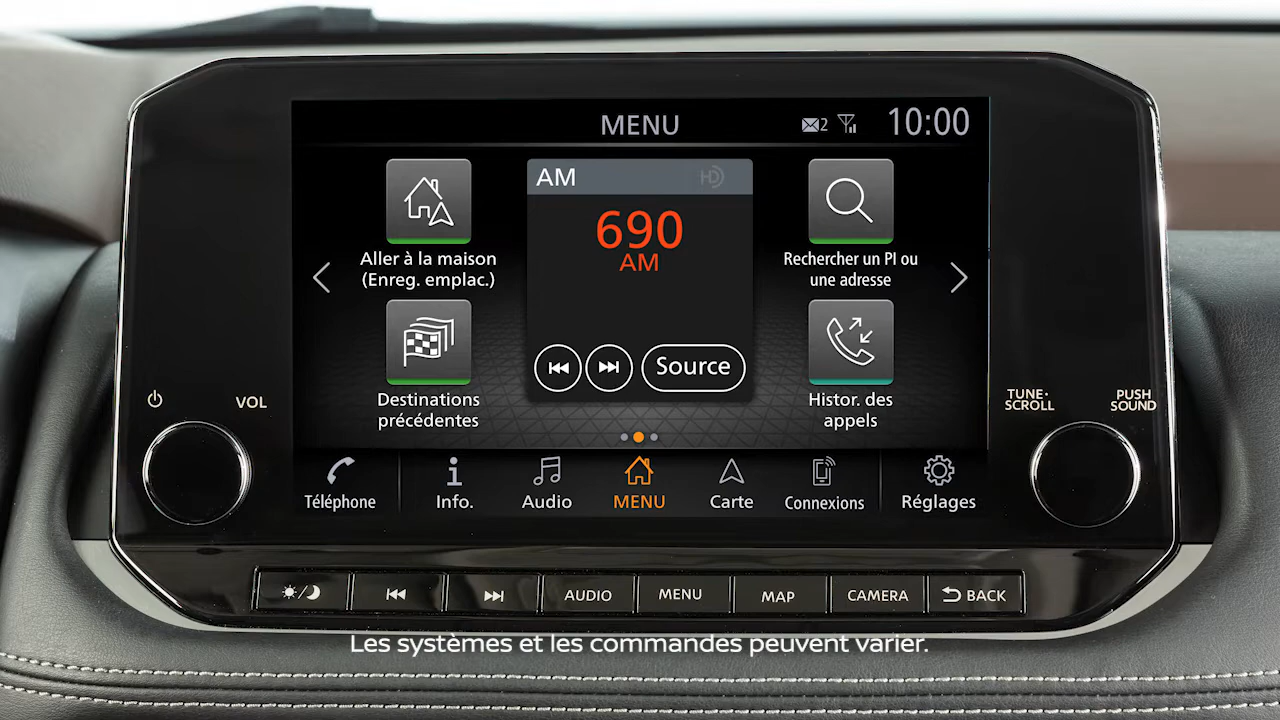 MENU
2
10:00
AM
HD
690
AM
Source
Aller à la maison
(Enreg. emplac.)
Destinations
précédentes
Rechercher un PI ou
une adresse
Histor. des
appels
Téléphone
Info.
Audio
MENU
Carte
Connexions
Réglages
VOL
TUNE·
SCROLL
PUSH
SOUND
AUDIO
MENU
MAP
CAMERA
BACK
Les systèmes et les commandes peuvent varier.